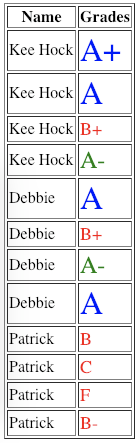 Name Grades
Kee Hock A+
Kee Hock A
Kee Hock B+
Kee Hock A-
Debbie A
Debbie B+
Debbie A-
Debbie A
Patrick B
Patrick C
Patrick F
Patrick B-